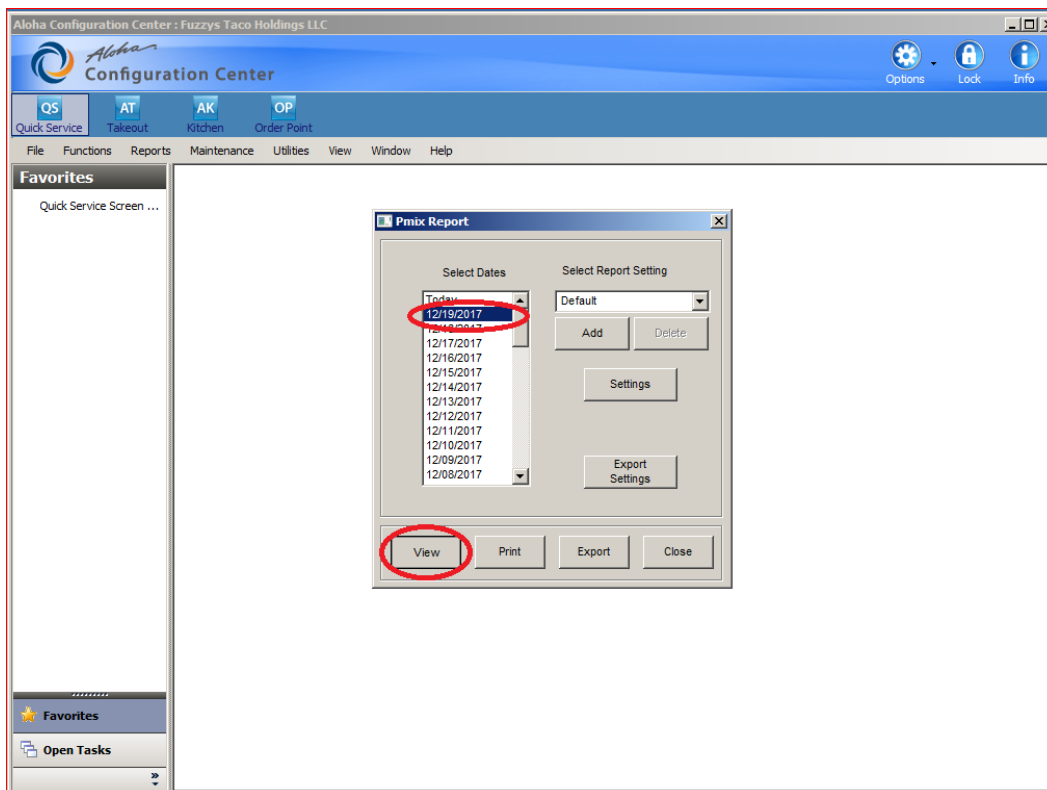 Aloha Configuration Center : Fuzzys Taco Holdings LLC
Aloha
Configuration Center
Options
Lock
Info
QS
AT
AK
OP
Quick Service
Takeout
Kitchen
Order Point
File Functions Reports Maintenance Utilities View Window Help
Favorites
Quick Service Screen ...
Pmix Report
Select Dates
Today
12/19/2017
12/18/2017
12/17/2017
12/16/2017
12/15/2017
12/14/2017
12/13/2017
12/12/2017
12/11/2017
12/10/2017
12/09/2017
12/08/2017
Select Report Setting
Default
Add
Delete
Settings
Export
Settings
View
Print
Export
Close
Favorites
Open Tasks